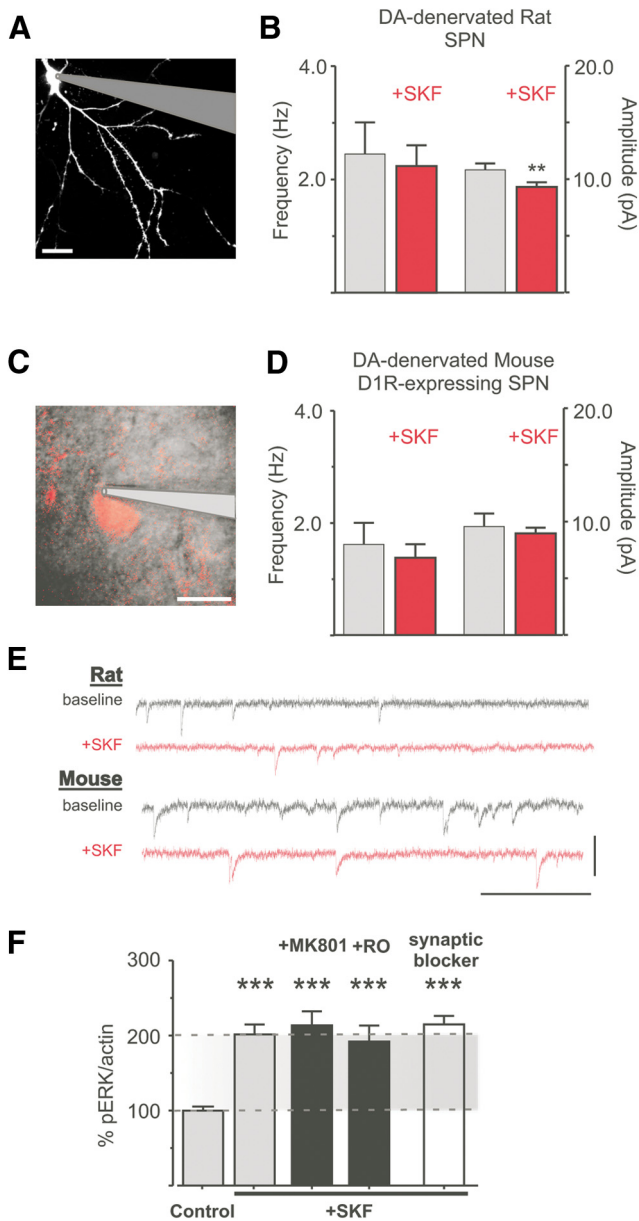 A
B
DA-denervated Rat
SPN
4.0
20.0
+SKF
+SKF
Frequency (Hz)
Amplitude (pA)
2.0
**
10.0
C
D
DA-denervated Mouse
D1R-expressing SPN
4.0
20.0
+SKF
+SKF
Frequency (Hz)
Amplitude (pA)
2.0
10.0
E
Rat
baseline
+SKF
Mouse
baseline
+SKF
F
+MK801 +RO
synaptic
blocker
300
*** *** *** ***
200
% pERK/actin
100
Control
+SKF